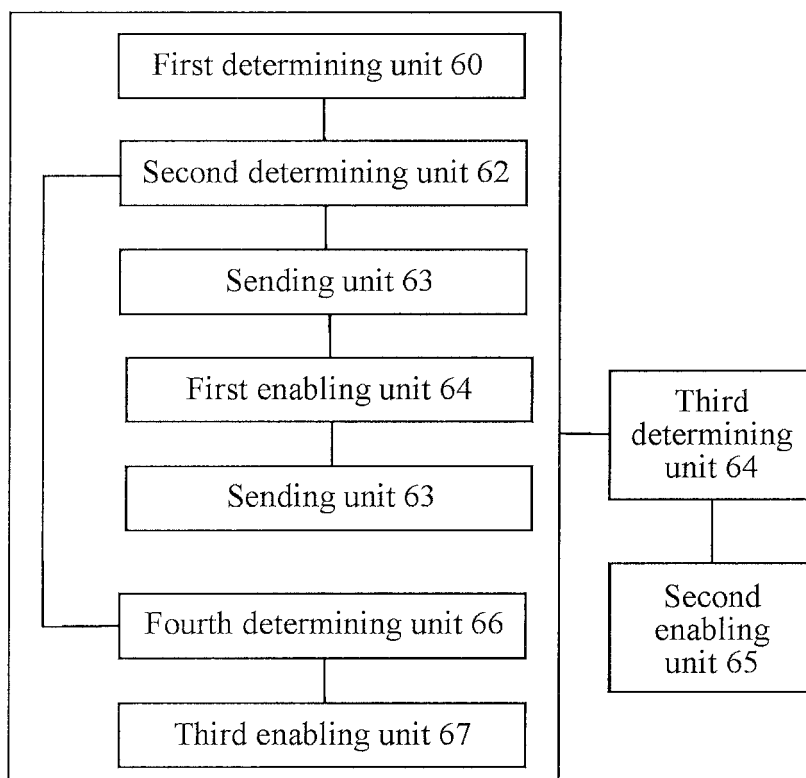 First determining unit 60
Second determining unit 62
Sending unit 63
First enabling unit 64
Sending unit 63
Fourth determining unit 66
Third enabling unit 67
Third
determining
unit 64
Second
enabling
unit 65